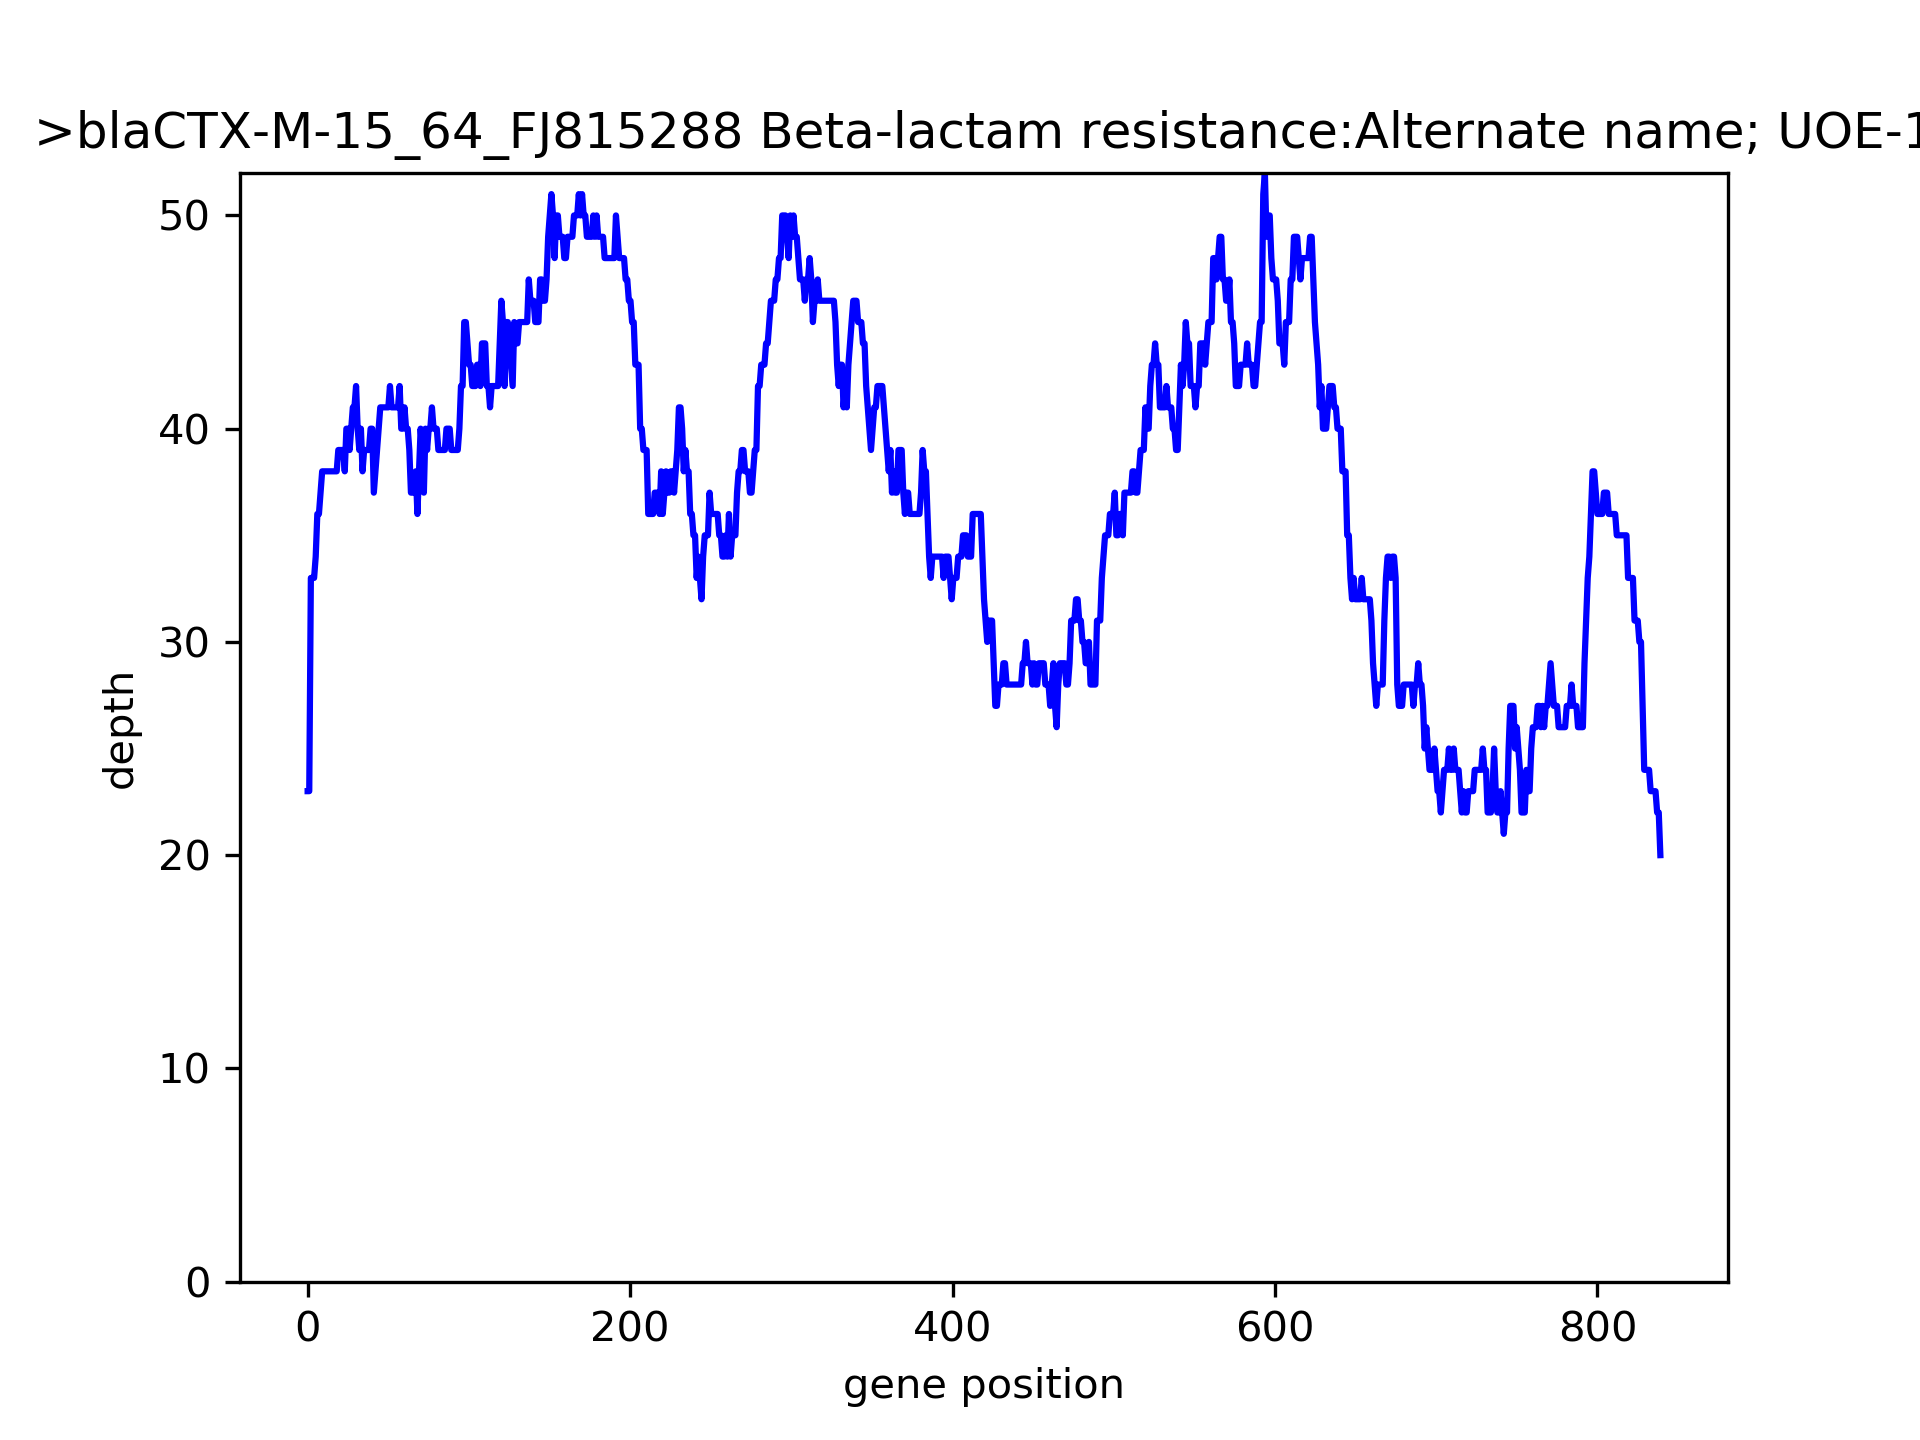 >blaCTX-M-15_64_FJ815288 Beta-lactam resistance:Alternate name; UOE-1
50
40
30
20
10
0
depth
0 200 400 600 800
gene position